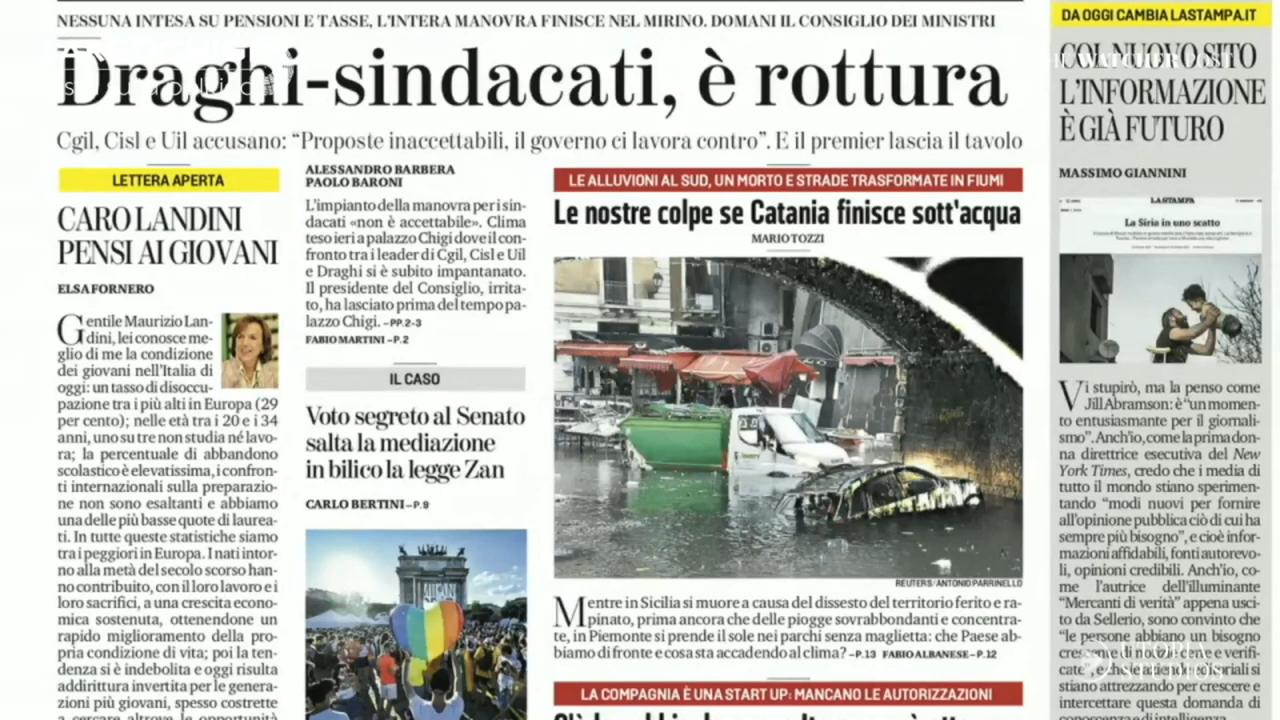 NESSUNA INTESA SU PENSIONI E TASSE, L'INTERA MANOVRA FINISCE NEL MIRINO. DOMANI IL CONSIGLIO DEI MINISTRI
Draghi-sindacati, è rottura
Cgil, Cisl e Uil accusano: “Proposte inaccettabili, il governo ci lavora contro”. E il premier lascia il tavolo
LETTERA APERTA
CARO LANDINI
PENSI AI GIOVANI
ELSA FORNERO
Gentile Maurizio Lan-
dini, lei conosce me-
glio di me la condizione
dei giovani nell'Italia di
oggi: un tasso di disoccu-
pazione tra i più alti in Europa (29
per cento); nelle età tra i 20 e i 34
anni, uno su tre non studia né lavo-
ra; la percentuale di abbandono
scolastico è elevatissima, i confron-
ti internazionali sulla preparazio-
ne non sono esaltanti e abbiamo
una delle più basse quote di laurea-
ti. In tutte queste statistiche siamo
tra i peggiori in Europa. I nati intor-
no alla metà del secolo scorso han-
no contribuito, con il loro lavoro e i
loro sacrifici, a una crescita econo-
mica sostenuta, ottenendone un
rapido miglioramento della pro-
pria condizione di vita; poi la ten-
denza si è indebolita e oggi risulta
addirittura invertita per le genera-
zioni più giovani, spesso costrette
a cercare altrove le opportunità
ALESSANDRO BARBERA
PAOLO BARONI
L'impianto della manovra per i sin-
dacati «non è accettabile». Clima
teso ieri a palazzo Chigi dove il con-
fronto tra i leader di Cgil, Cisl e Uil
e Draghi si è subito impantanato.
Il presidente del Consiglio, irrita-
to, ha lasciato prima del tempo pa-
lazzo Chigi. – PP. 2-3
FABIO MARTINI – P. 2
IL CASO
Voto segreto al Senato
salta la mediazione
in bilico la legge Zan
CARLO BERTINI – P. 9
LE ALLUVIONI AL SUD, UN MORTO E STRADE TRASFORMATE IN FIUMI
Le nostre colpe se Catania finisce sott'acqua
MARIO TOZZI
REUTERS/ANTONIO PARRINELLO
Mentre in Sicilia si muore a causa del dissesto del territorio ferito e ra-
pinato, prima ancora che delle piogge sovrabbondanti e concentra-
te, in Piemonte si prende il sole nei parchi senza maglietta: che Paese ab-
biamo di fronte e cosa sta accadendo al clima? – P. 13 FABIO ALBANESE – P. 12
LA COMPAGNIA È UNA START UP: MANCANO LE AUTORIZZAZIONI
DA OGGI CAMBIA LASTAMPA.IT
COL NUOVO SITO
L'INFORMAZIONE
È GIÀ FUTURO
MASSIMO GIANNINI
LA STAMPA
La Siria in uno scatto
Vi stupirò, ma la penso come
Jill Abramson: è “un momen-
to entusiasmante per il giornali-
smo”. Anch'io, come la prima don-
na direttrice esecutiva del New
York Times, credo che i media di
tutto il mondo stiano sperimen-
tando “modi nuovi per fornire
all'opinione pubblica ciò di cui ha
sempre più bisogno”, e cioè infor-
mazioni affidabili, fonti autorevo-
li, opinioni credibili. Anch'io, co-
me l'autrice dell'illuminante
“Mercanti di verità” appena usci-
to da Sellerio, sono convinto che
“le persone abbiano un bisogno
stiano attrezzando per crescere e
intercettare questa domanda di
conoscenza e di intelligenza
UTOPIA
STUDIOS